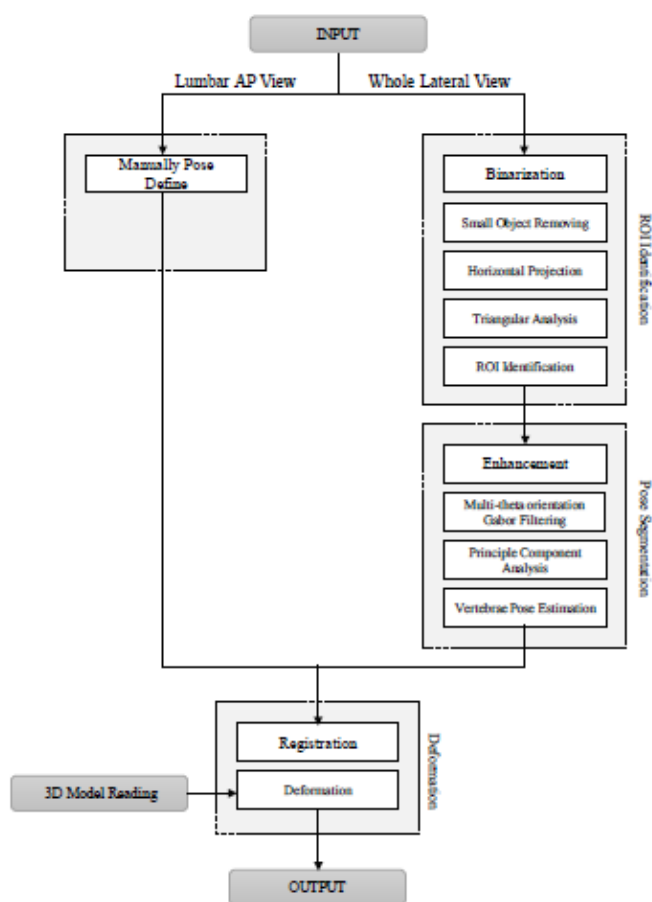 INPUT
Lumbar AP View
Whole Lateral View
Manually Pose
Define
Binarization
Small Object Removing
Horizontal Projection
Triangular Analysis
ROI Identification
ROI Identification
Enhancement
Multi-theta orientation
Gabor Filtering
Principle Component
Analysis
Vertebrae Pose Estimation
Pose Segmentation
Registration
Deformation
Deformation
3D Model Reading
OUTPUT